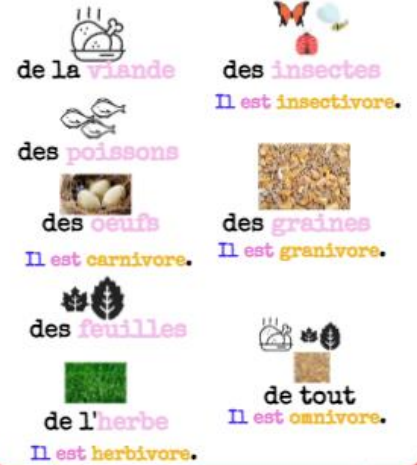 de la viande
des poissons
des oeufs
Il est carnivore.
des feuilles
de l'herbe
Il est herbivore.
des insectes
Il est insectivore.
des graines
Il est granivore.
de tout
Il est omnivore.